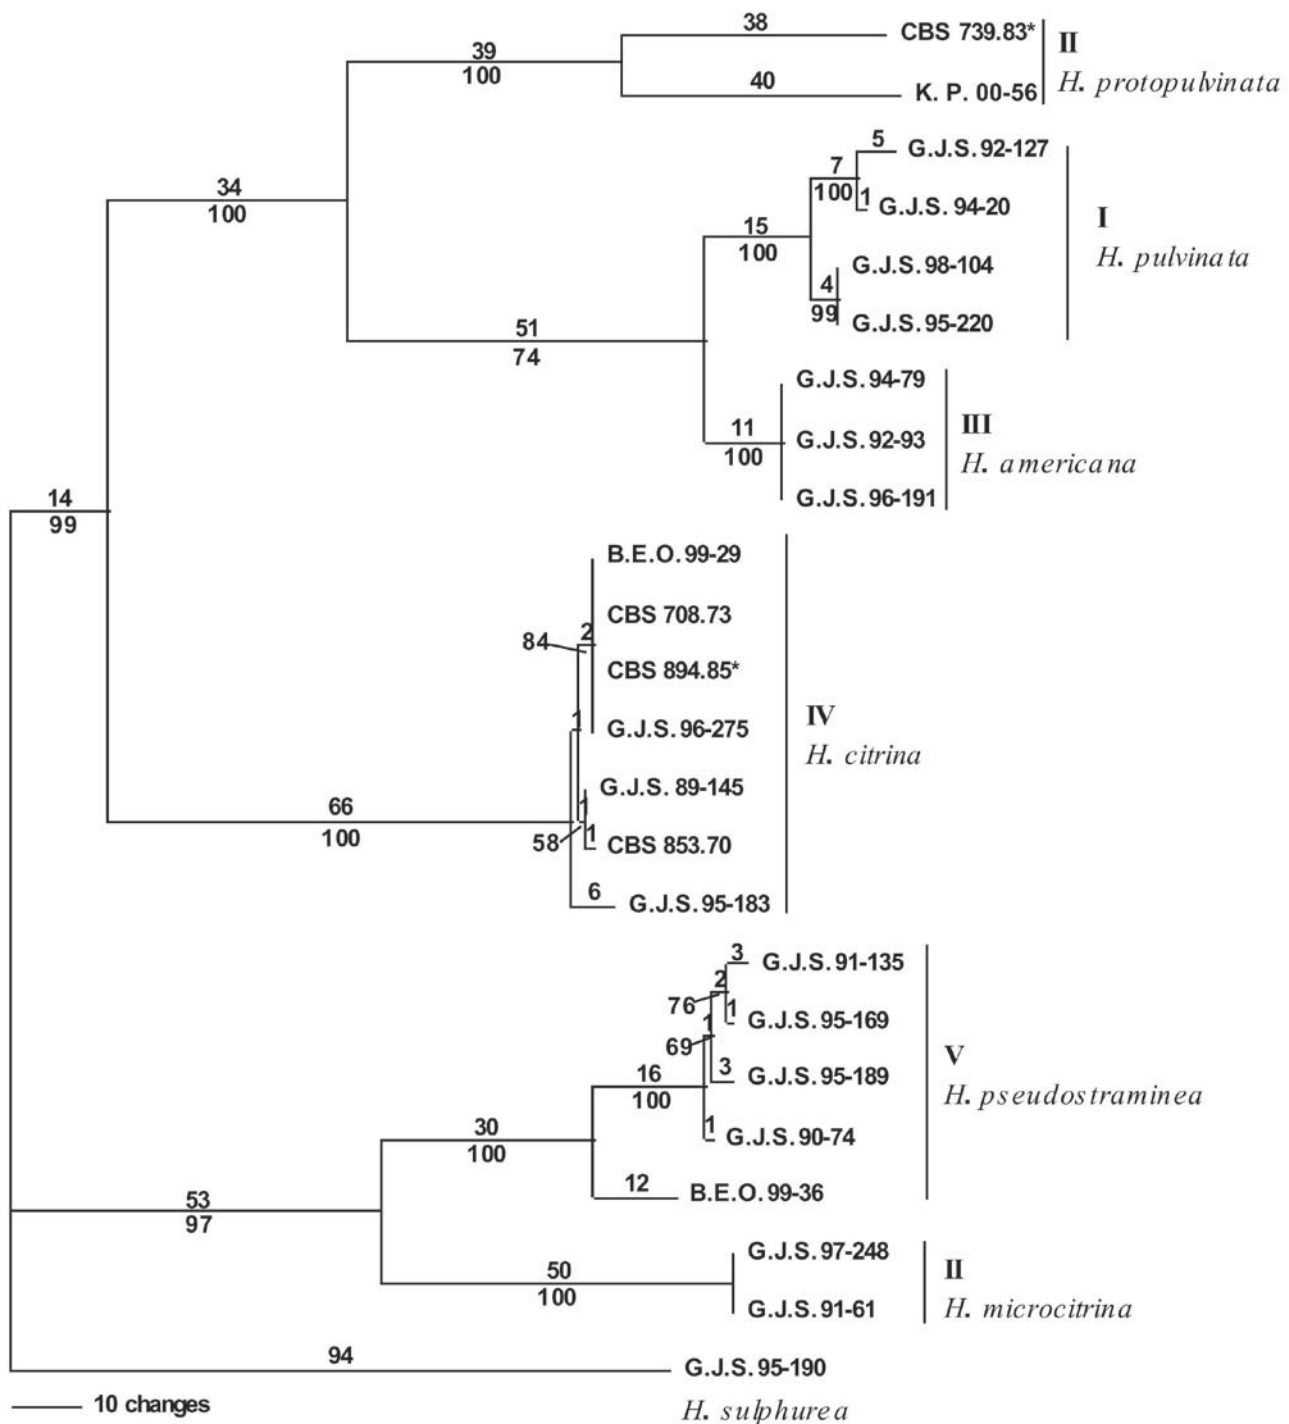 38
CBS 739.83*
II
39
100
H. protopulvinata
40
K. P. 00-56
5
G.J.S. 92-127
7
100
1
G.J.S. 94-20
I
34
100
15
100
H. pulvinata
G.J.S. 98-104
4
99
G.J.S. 95-220
51
74
G.J.S. 94-79
III
11
100
G.J.S. 92-93
H. americana
G.J.S. 96-191
14
99
B.E.O. 99-29
CBS 708.73
84
2
CBS 894.85*
IV
1
G.J.S. 96-275
H. citrina
G.J.S. 89-145
66
100
1
58
1
CBS 853.70
6
G.J.S. 95-183
3
G.J.S. 91-135
2
76
1
G.J.S. 95-169
1
69
V
3
G.J.S. 95-189
16
100
H. pseudostraminea
1
G.J.S. 90-74
30
100
12
B.E.O. 99-36
53
97
G.J.S. 97-248
II
50
100
G.J.S. 91-61
H. microcitrina
94
G.J.S. 95-190
10 changes
H. sulphurea